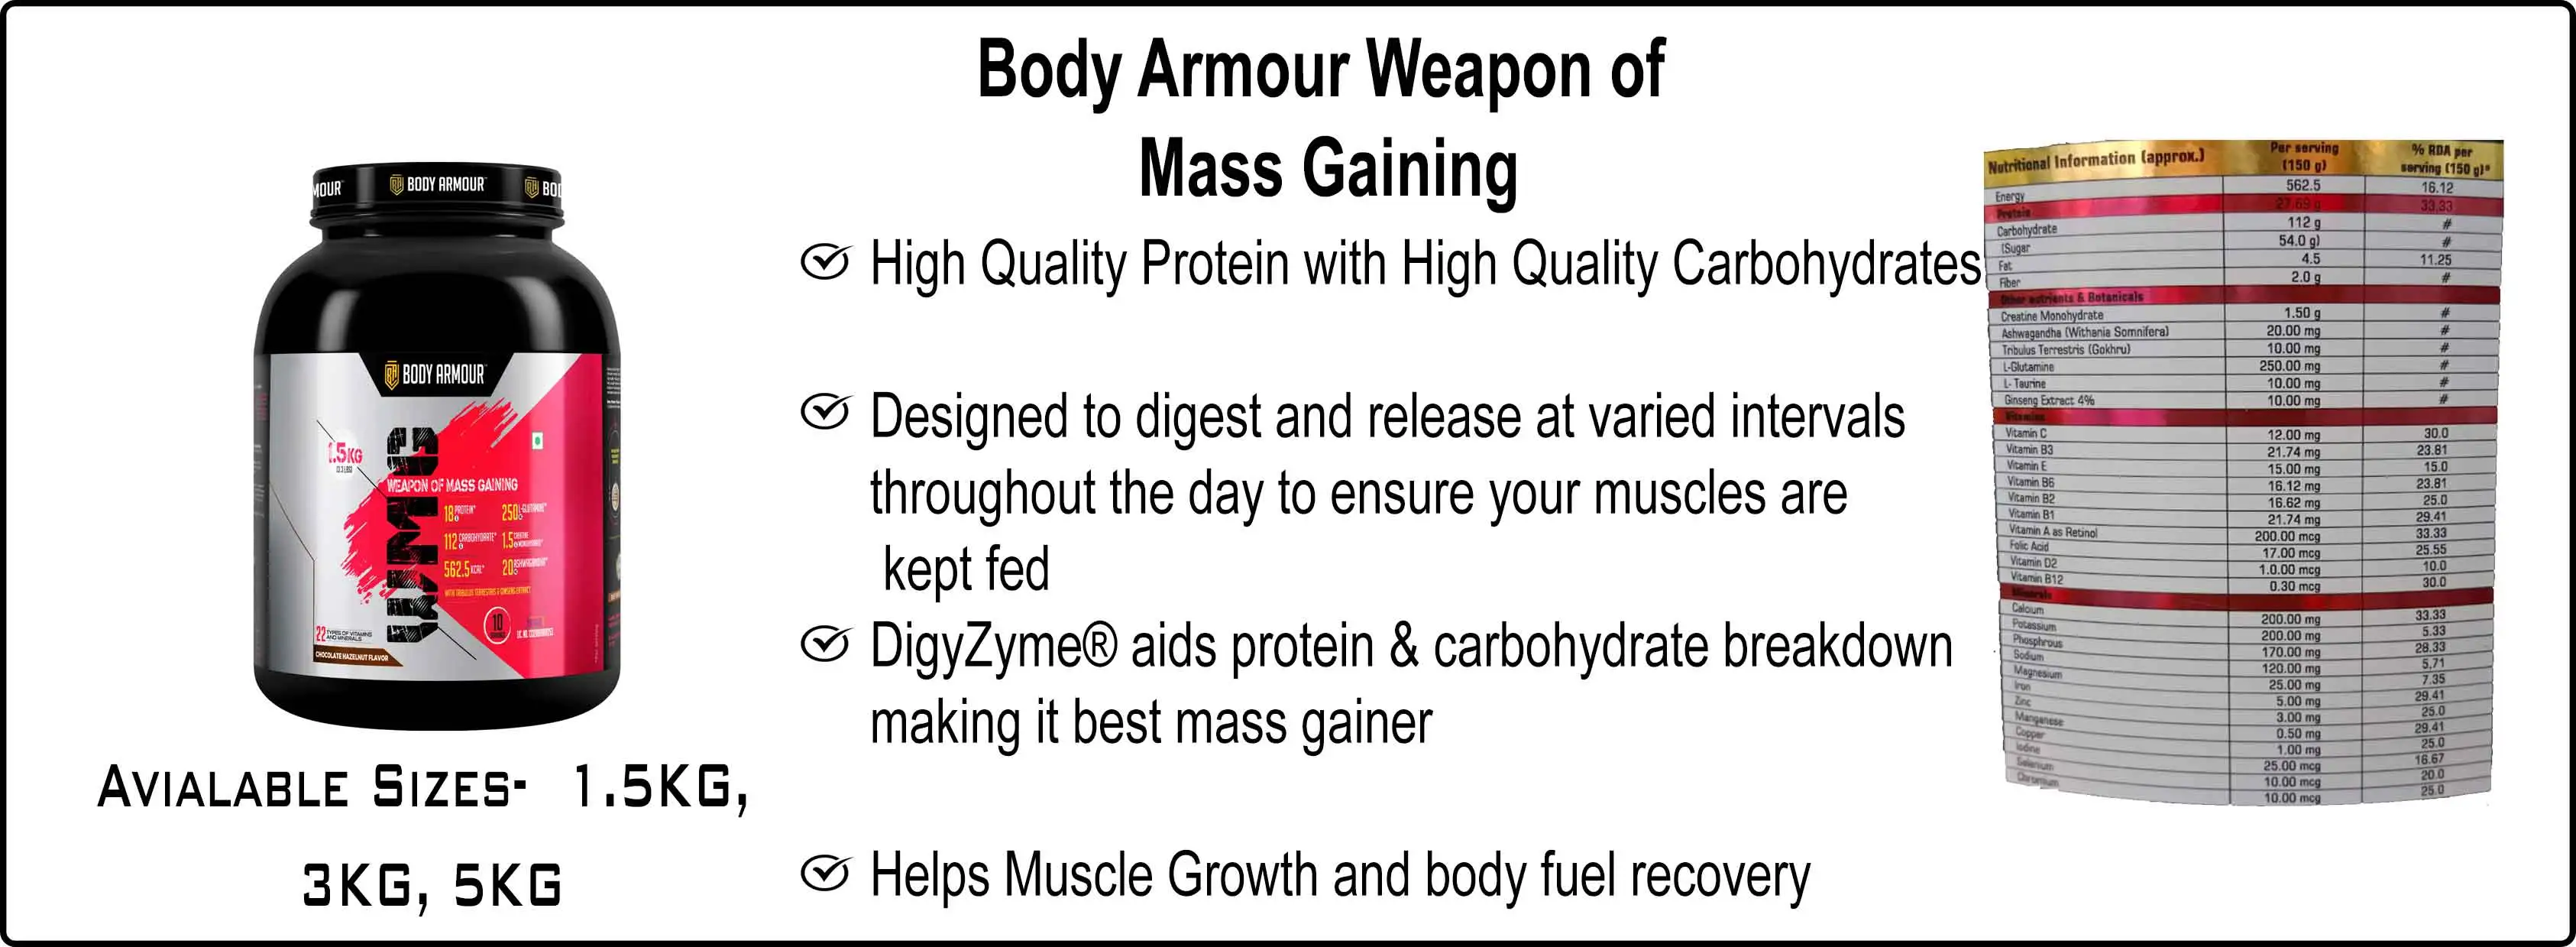 Body Armour Weapon of
Mass Gaining
MOUR
BODY ARMOUR
BOD
BODY ARMOUR
1.5KG
WMG
WEAPON OF MASS GAINING
18 PROTEIN*
250 L-GLUTAMINE*
112 CARBOHYDRATE*
1.5 CREATINE MONOHYDRATE*
562.5 KCAL*
20 ASHWAGANDHA*
WITH TRIBULUS TERRESTRIS & GINSENG EXTRACT
10
22 TYPES OF VITAMINS
AND MINERALS
CHOCOLATE HAZELNUT FLAVOR
AVIALABLE SIZES- 1.5KG,
3KG, 5KG
High Quality Protein with High Quality Carbohydrates
Designed to digest and release at varied intervals
throughout the day to ensure your muscles are
kept fed
DigyZyme® aids protein & carbohydrate breakdown
making it best mass gainer
Helps Muscle Growth and body fuel recovery
Nutritional Information (approx.) Per serving (150 g) % RDA per serving (150 g)*
Energy 562.5 16.12
Protein 27.69 g 33.33
Carbohydrate 112 g #
(Sugar 54.0 g) #
Fat 4.5 11.25
Fiber 2.0 g #
Other nutrients & Botanicals
Creatine Monohydrate 1.50 g #
Ashwagandha (Withania Somnifera) 20.00 mg #
Tribulus Terrestris (Gokhru) 10.00 mg #
L-Glutamine 250.00 mg #
L- Taurine 10.00 mg #
Ginseng Extract 4% 10.00 mg #
Vitamins
Vitamin C 12.00 mg 30.0
Vitamin B3 21.74 mg 23.81
Vitamin E 15.00 mg 15.0
Vitamin B6 16.12 mg 23.81
Vitamin B2 16.62 mg 25.0
Vitamin B1 21.74 mg 29.41
Vitamin A as Retinol 200.00 mcg 33.33
Folic Acid 17.00 mcg 25.55
Vitamin D2 1.0.00 mcg 10.0
Vitamin B12 0.30 mcg 30.0
Minerals
Calcium 200.00 mg 33.33
Potassium 200.00 mg 5.33
Phosphrous 170.00 mg 28.33
Sodium 120.00 mg 5.71
Magnesium 25.00 mg 7.35
Iron 5.00 mg 29.41
Zinc 3.00 mg 25.0
Manganese 0.50 mg 29.41
Copper 1.00 mg 25.0
Iodine 25.00 mcg 16.67
Selenium 10.00 mcg 20.0
Chromium 10.00 mcg 25.0